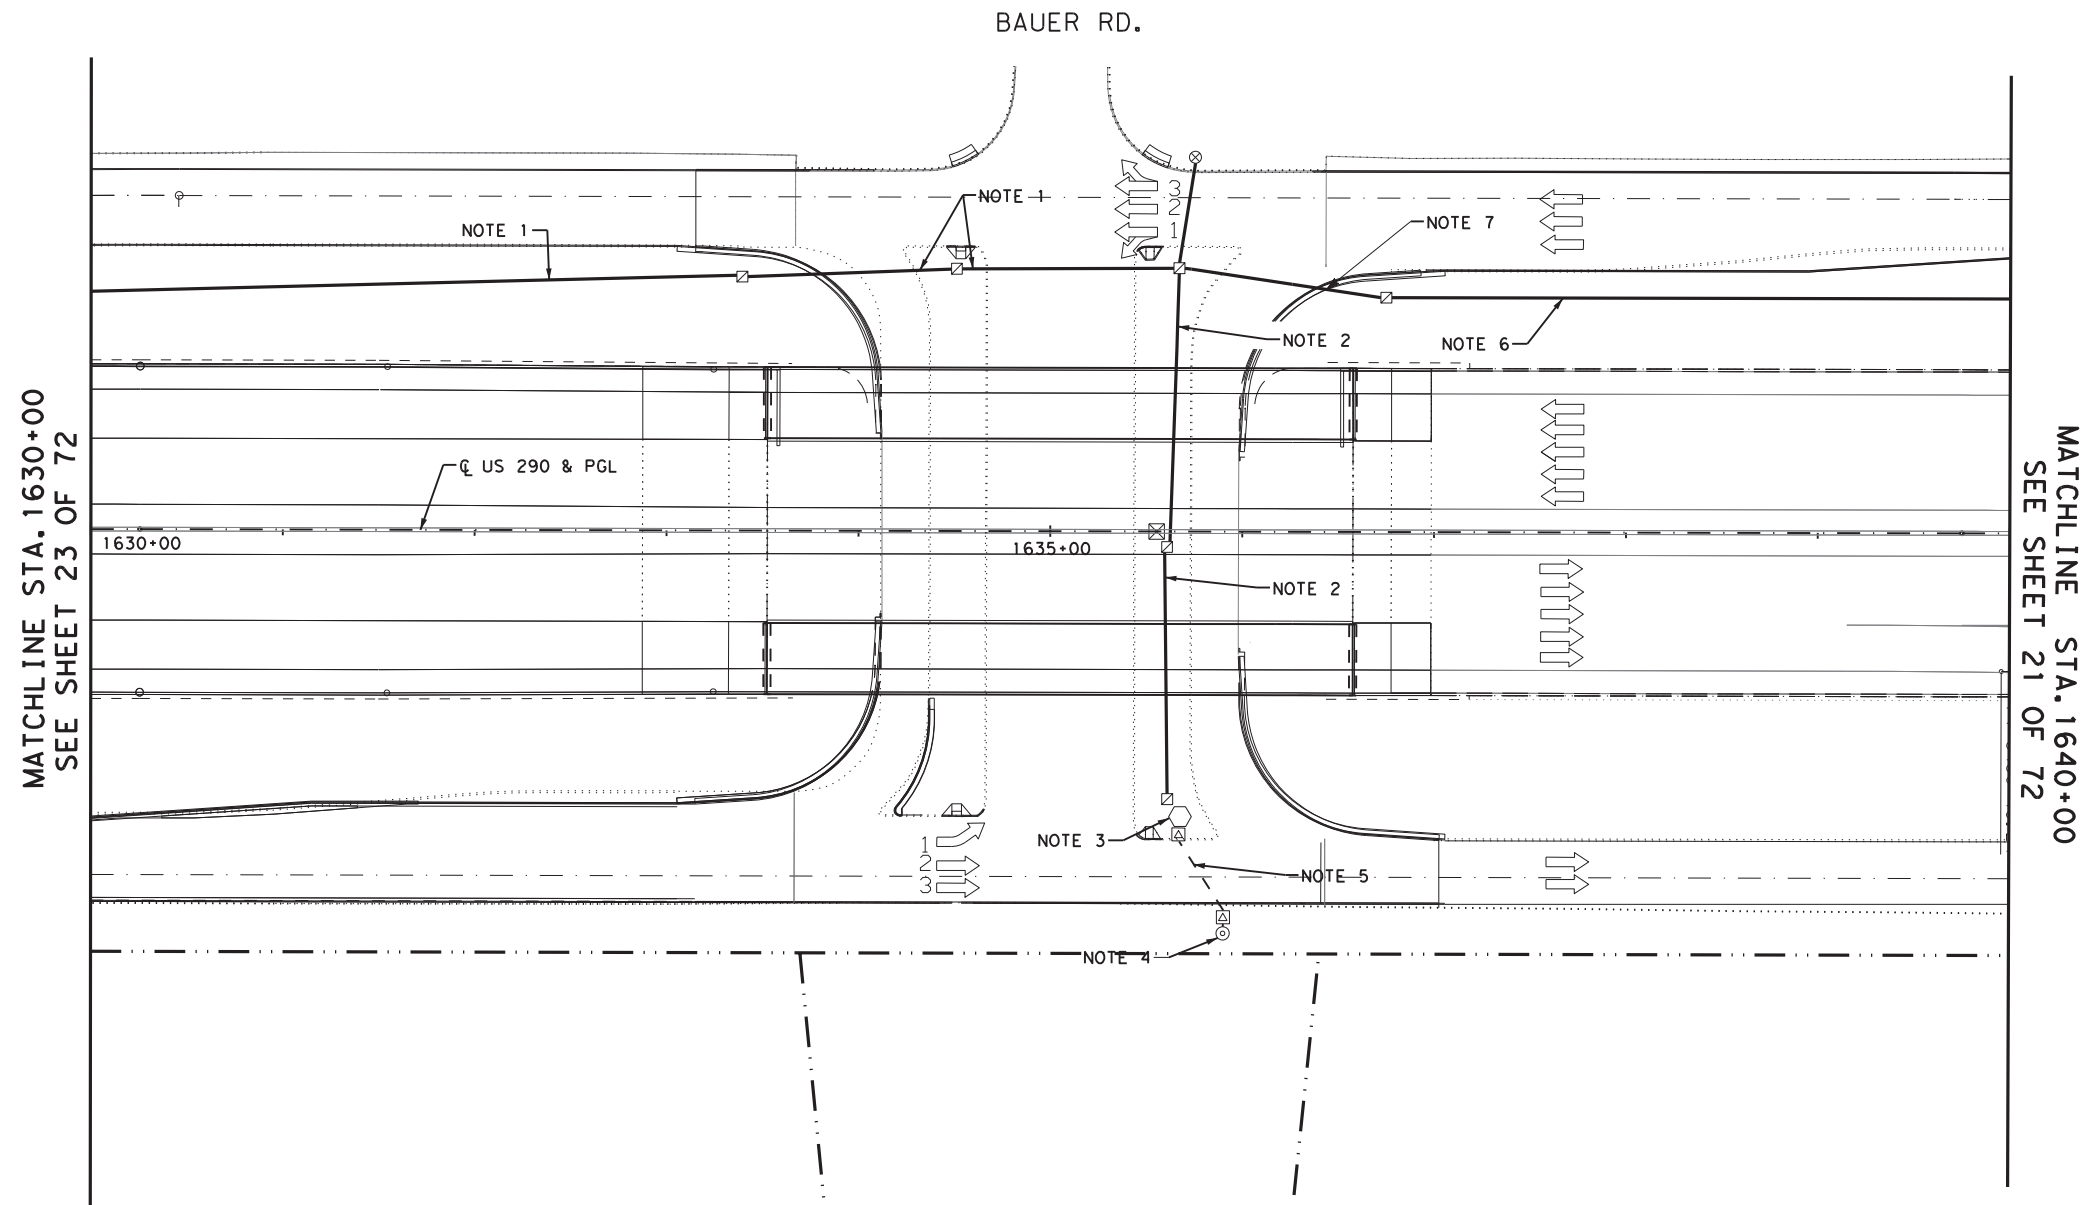 BAUER RD.
3
NOTE 1
2
NOTE 7
NOTE 1
1
NOTE 2
NOTE 6
MATCHLINE STA. 1630+00
SEE SHEET 23 OF 72
MATCHLINE STA. 1640+00
SEE SHEET 21 OF 72
℄ US 290 & PGL
1630+00
1635+00
NOTE 2
NOTE 3
1
2
NOTE 5
3
NOTE 4